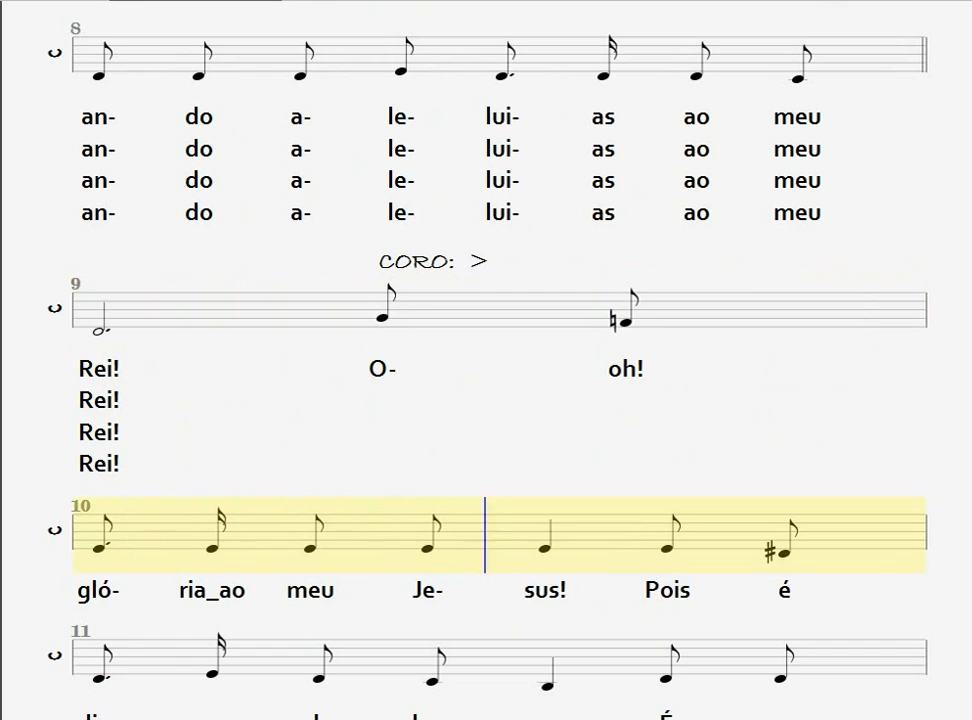 8
an- do a- le- lui- as ao meu
an- do a- le- lui- as ao meu
an- do a- le- lui- as ao meu
an- do a- le- lui- as ao meu
CORO: >
9
Rei! O- oh!
Rei!
Rei!
Rei!
10
gló- ria_ao meu Je- sus! Pois é
11